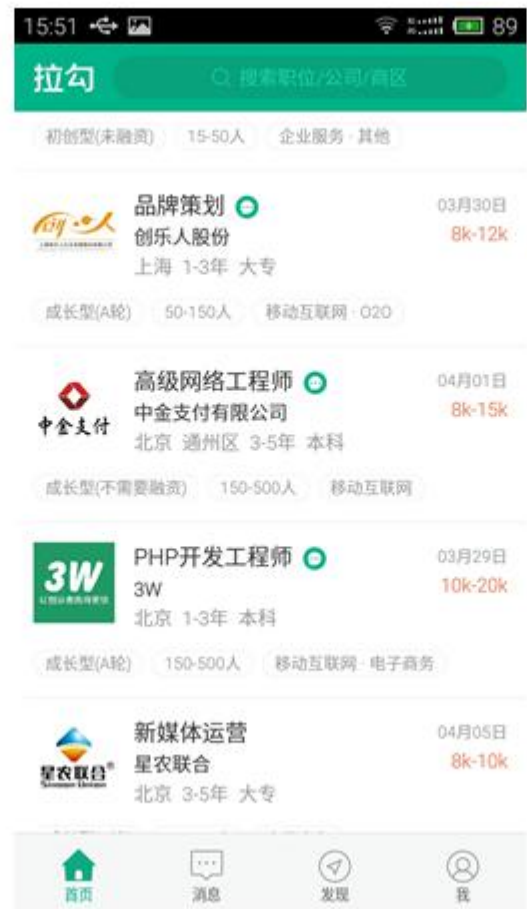 15:51 89
拉勾 搜索职位/公司/商区
初创型(未融资) 15-50人 企业服务·其他
品牌策划 03月30日
创乐人股份 8k-12k
上海 1-3年 大专
成长型(A轮) 50-150人 移动互联网·O2O
高级网络工程师 04月01日
中金支付
中金支付有限公司 8k-15k
北京 通州区 3-5年 本科
成长型(不需要融资) 150-500人 移动互联网
PHP开发工程师 03月29日
3W
3W 10k-20k
北京 1-3年 本科
成长型(A轮) 150-500人 移动互联网·电子商务
新媒体运营 04月05日
星农联合
星农联合 8k-10k
北京 3-5年 大专
首页 消息 发现 我